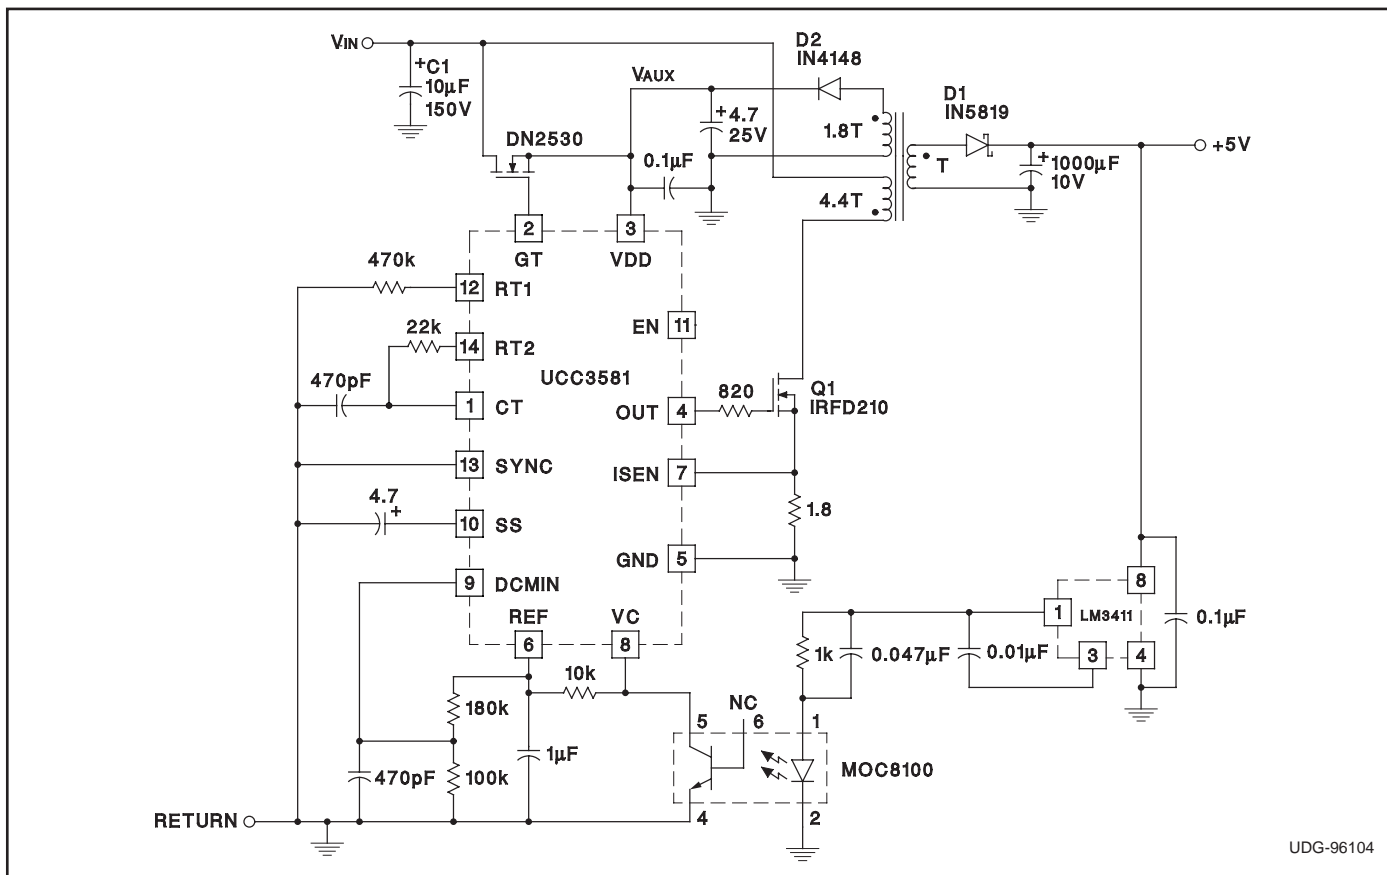 VIN
+C1
10µF
150V
VAUX
D2
IN4148
+4.7
25V
1.8T
D1
IN5819
DN2530
0.1µF
T
+1000µF
10V
+5V
4.4T
2
3
GT
VDD
470k
12
RT1
EN
11
22k
14
RT2
UCC3581
470pF
1
CT
OUT
4
820
Q1
IRFD210
13
SYNC
ISEN
7
4.7
+
10
SS
1.8
GND
5
9
DCMIN
REF
VC
8
6
8
1
LM3411
0.1µF
10k
1k
0.047µF
0.01µF
3
4
180k
NC
5
6
1
1µF
470pF
100k
MOC8100
RETURN
4
2
UDG-96104